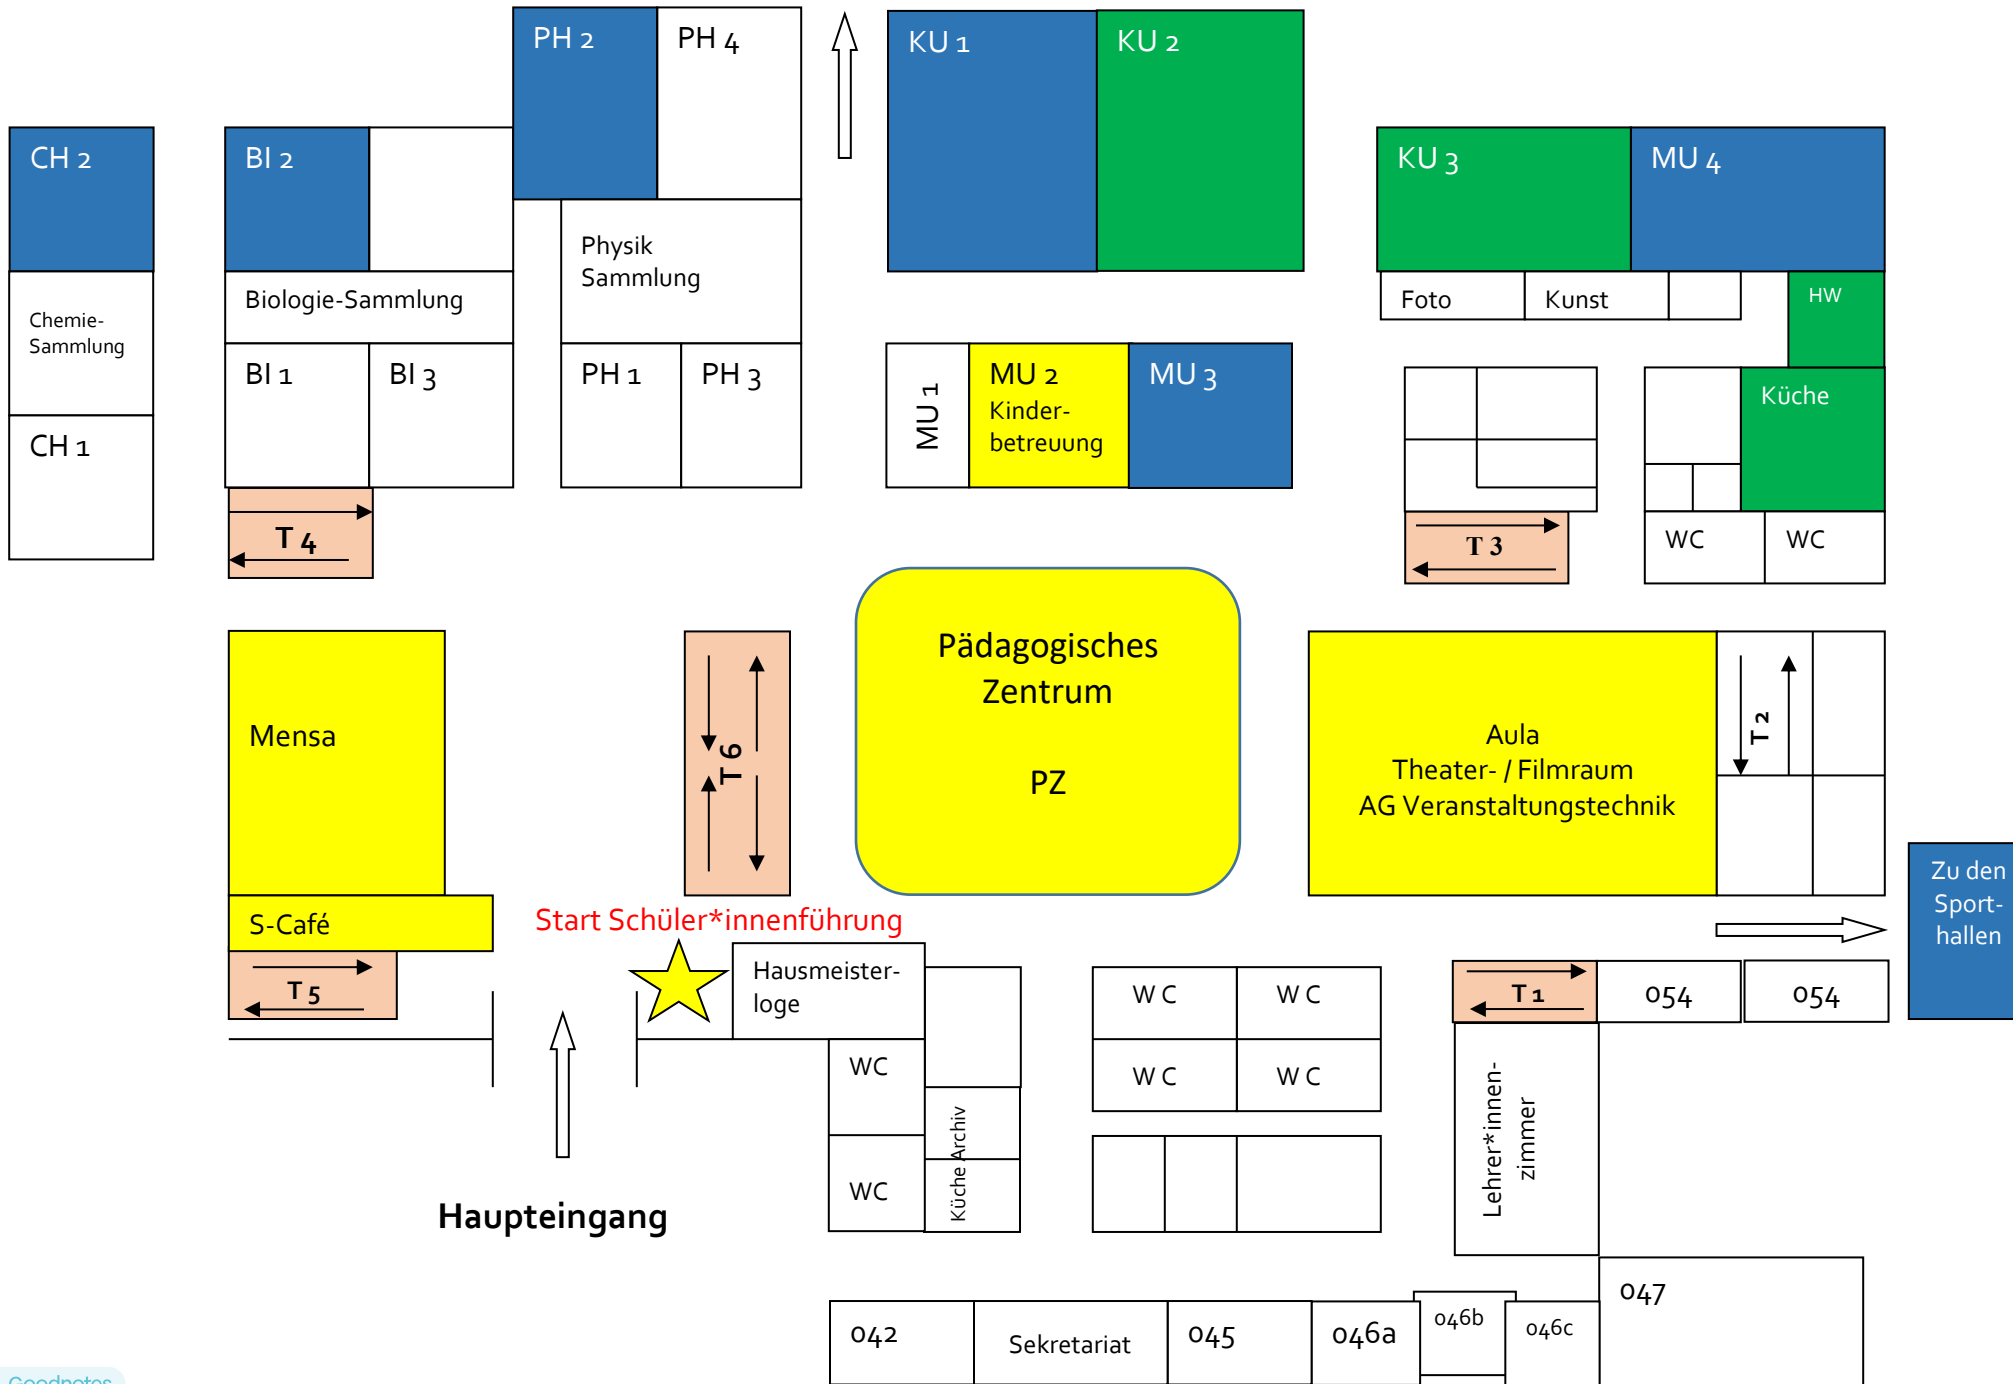 PH 2
PH 4
KU 1
KU 2
CH 2
BI 2
KU 3
MU 4
Physik
Sammlung
Biologie-Sammlung
Chemie-
Sammlung
Foto
Kunst
HW
BI 1
BI 3
PH 1
PH 3
MU 1
MU 2
Kinder-
betreuung
MU 3
Küche
CH 1
T 4
T 3
WC
WC
Pädagogisches
Zentrum
PZ
Mensa
T 6
Aula
Theater- / Filmraum
AG Veranstaltungstechnik
T 2
Zu den
Sport-
hallen
S-Café
Start Schüler*innenführung
T 5
Hausmeister-
loge
W C
W C
T 1
054
054
WC
W C
W C
Lehrer*innen-
zimmer
Küche Archiv
WC
Haupteingang
042
Sekretariat
045
046a
046b
046c
047
Goodnotes